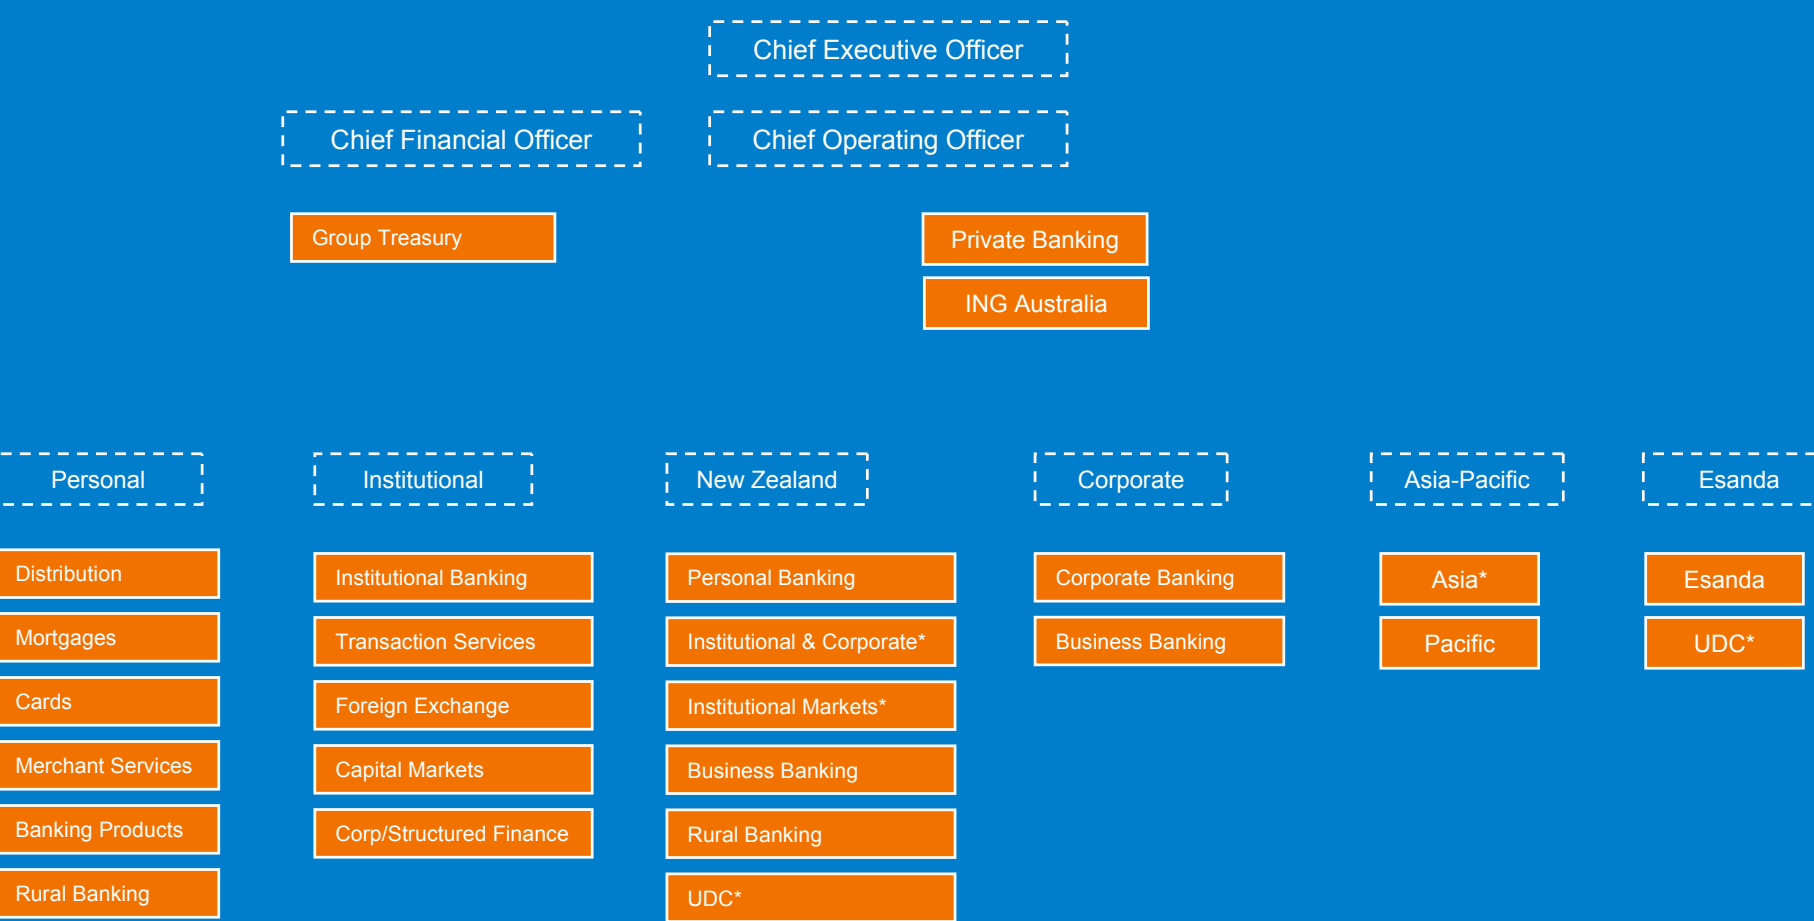 Chief Executive Officer
Chief Financial Officer
Chief Operating Officer
Group Treasury
Private Banking
ING Australia
Personal
Institutional
New Zealand
Corporate
Asia-Pacific
Esanda
Distribution
Mortgages
Cards
Merchant Services
Banking Products
Rural Banking
Institutional Banking
Transaction Services
Foreign Exchange
Capital Markets
Corp/Structured Finance
Personal Banking
Institutional & Corporate*
Institutional Markets*
Business Banking
Rural Banking
UDC*
Corporate Banking
Business Banking
Asia*
Pacific
Esanda
UDC*